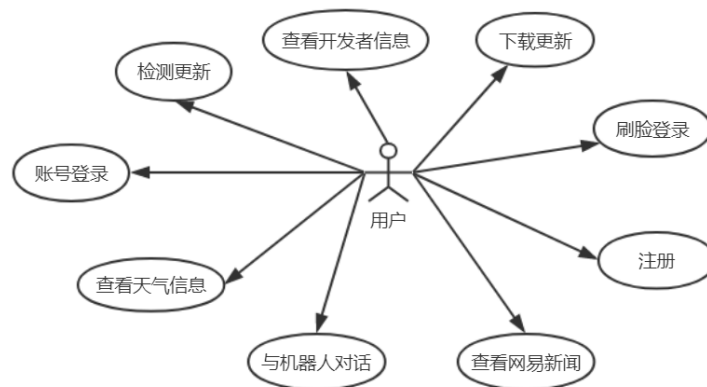 查看开发者信息
下载更新
检测更新
刷脸登录
账号登录
用户
注册
查看天气信息
与机器人对话
查看网易新闻